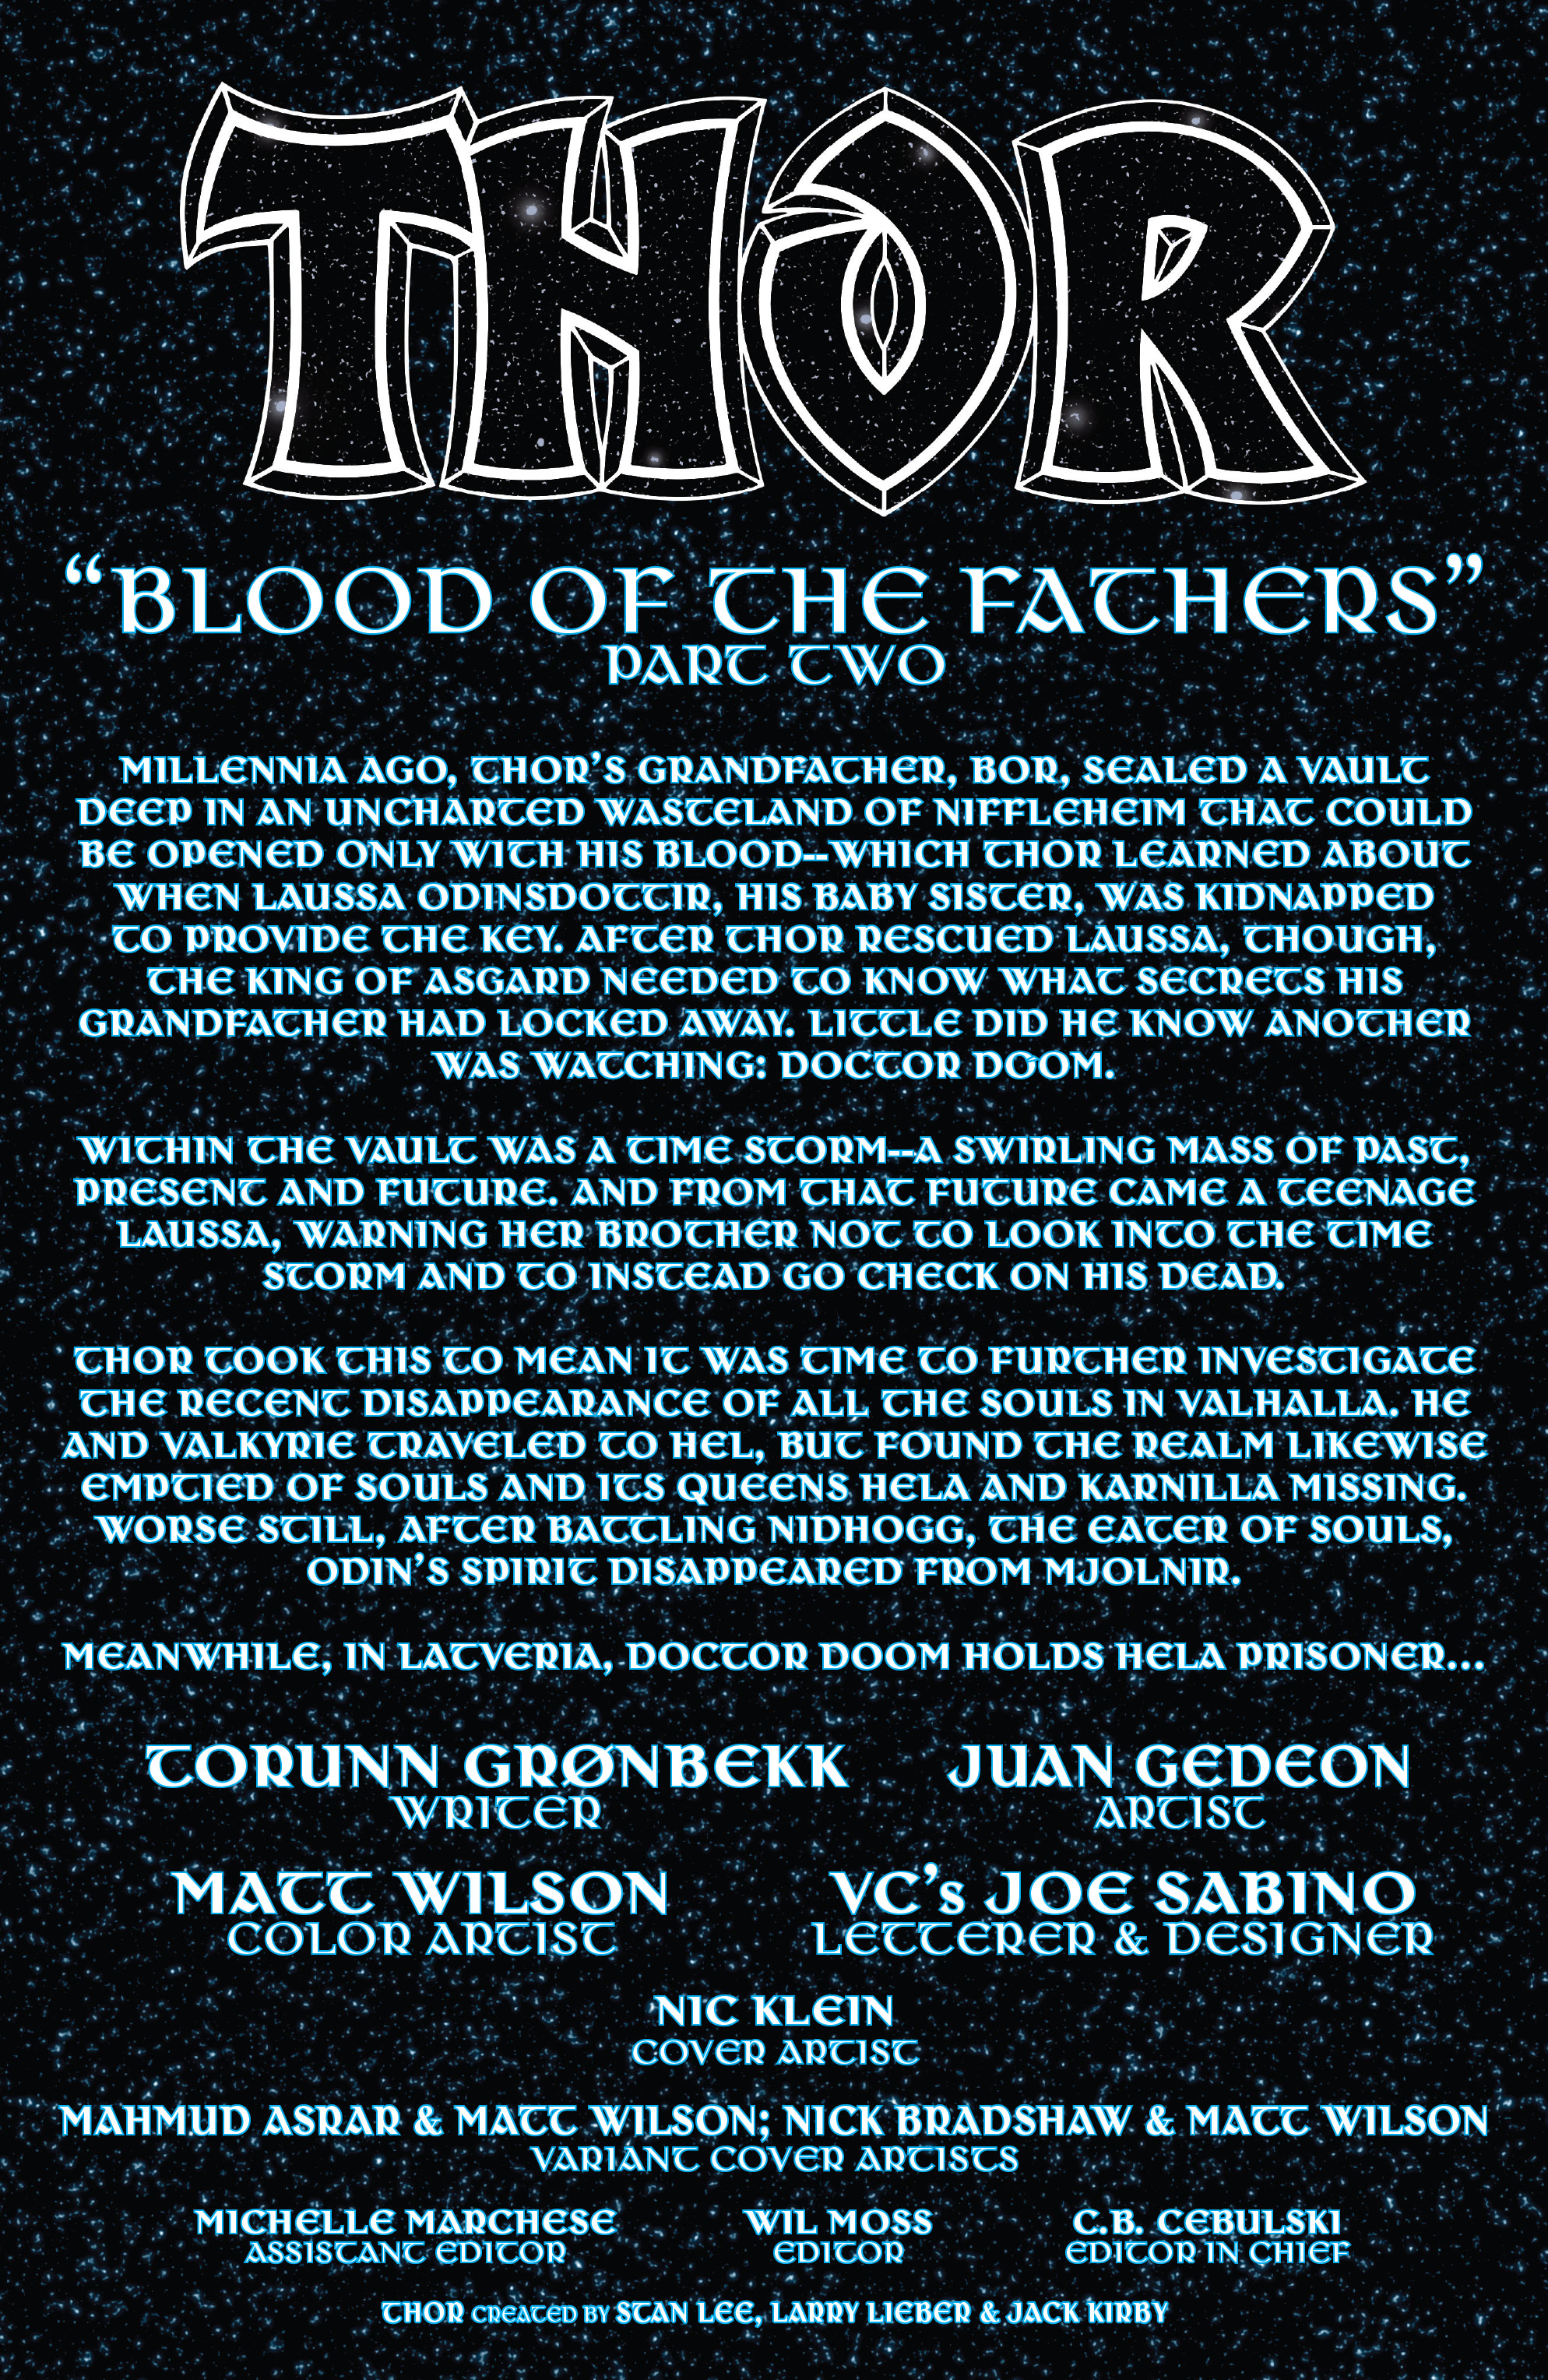 THOR
“BLOOD OF THE FATHERS”
PART TWO
MILLENNIA AGO, THOR’S GRANDFATHER, BOR, SEALED A VAULT
DEEP IN AN UNCHARTED WASTELAND OF NIFFLEHEIM THAT COULD
BE OPENED ONLY WITH HIS BLOOD--WHICH THOR LEARNED ABOUT
WHEN LAUSSA ODINSDOTTIR, HIS BABY SISTER, WAS KIDNAPPED
TO PROVIDE THE KEY. AFTER THOR RESCUED LAUSSA, THOUGH,
THE KING OF ASGARD NEEDED TO KNOW WHAT SECRETS HIS
GRANDFATHER HAD LOCKED AWAY. LITTLE DID HE KNOW ANOTHER
WAS WATCHING: DOCTOR DOOM.
WITHIN THE VAULT WAS A TIME STORM--A SWIRLING MASS OF PAST,
PRESENT AND FUTURE. AND FROM THAT FUTURE CAME A TEENAGE
LAUSSA, WARNING HER BROTHER NOT TO LOOK INTO THE TIME
STORM AND TO INSTEAD GO CHECK ON HIS DEAD.
THOR TOOK THIS TO MEAN IT WAS TIME TO FURTHER INVESTIGATE
THE RECENT DISAPPEARANCE OF ALL THE SOULS IN VALHALLA. HE
AND VALKYRIE TRAVELED TO HEL, BUT FOUND THE REALM LIKEWISE
EMPTIED OF SOULS AND ITS QUEENS HELA AND KARNILLA MISSING.
WORSE STILL, AFTER BATTLING NIDHOGG, THE EATER OF SOULS,
ODIN’S SPIRIT DISAPPEARED FROM MJOLNIR.
MEANWHILE, IN LATVERIA, DOCTOR DOOM HOLDS HELA PRISONER...
TORUNN GRØNBEKK JUAN GEDEON
WRITER ARTIST
MATT WILSON VC’s JOE SABINO
COLOR ARTIST LETTERER & DESIGNER
NIC KLEIN
COVER ARTIST
MAHMUD ASRAR & MATT WILSON; NICK BRADSHAW & MATT WILSON
VARIANT COVER ARTISTS
MICHELLE MARCHESE WIL MOSS C.B. CEBULSKI
ASSISTANT EDITOR EDITOR EDITOR IN CHIEF
THOR CREATED BY STAN LEE, LARRY LIEBER & JACK KIRBY